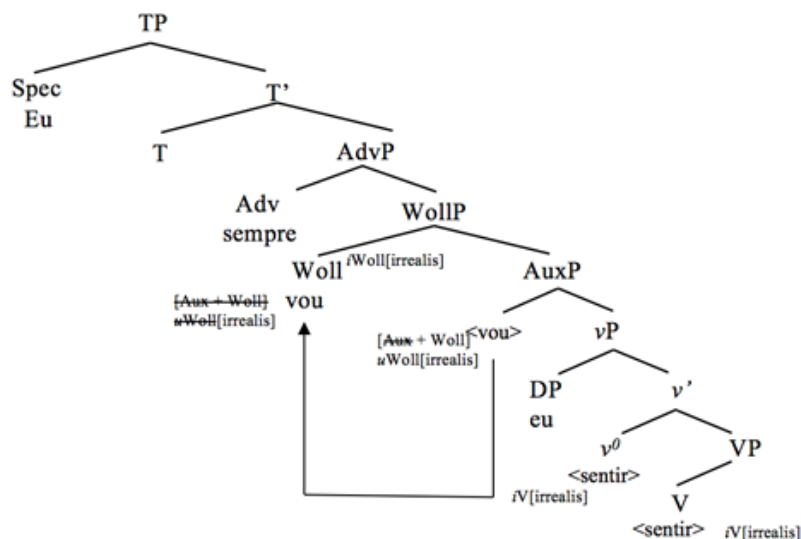 TP
Spec
Eu
T'
T
AdvP
Adv
sempre
WollP
Woll iWoll[irrealis]
AuxP
[Aux + Woll] vou
uWoll[irrealis]
[Aux + Woll] <vou>
uWoll[irrealis]
vP
DP
eu
v'
v⁰
<sentir>
iV[irrealis]
VP
V
<sentir> iV[irrealis]